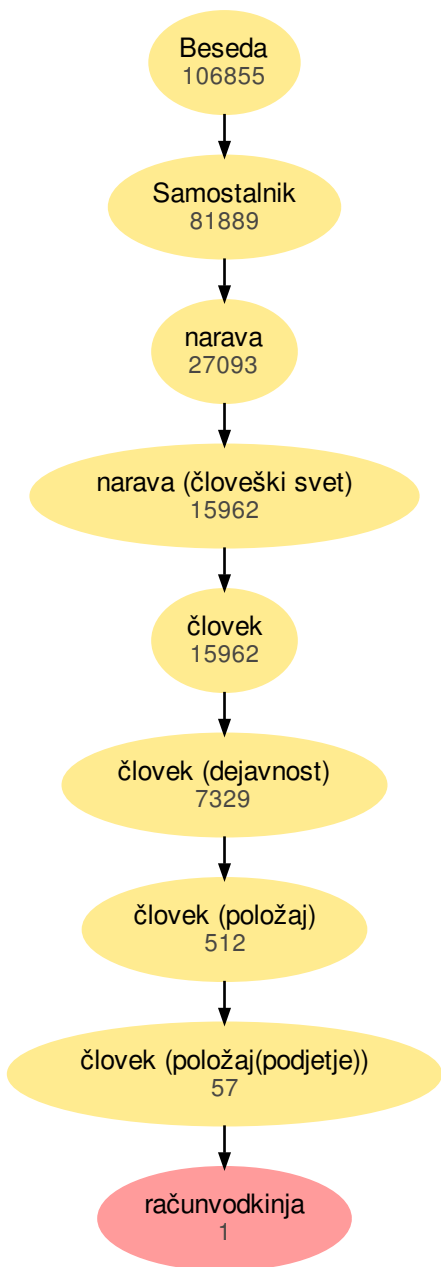 Beseda
106855
Samostalnik
81889
narava
27093
narava (človeški svet)
15962
človek
15962
človek (dejavnost)
7329
človek (položaj)
512
človek (položaj(podjetje))
57
računvodkinja
1